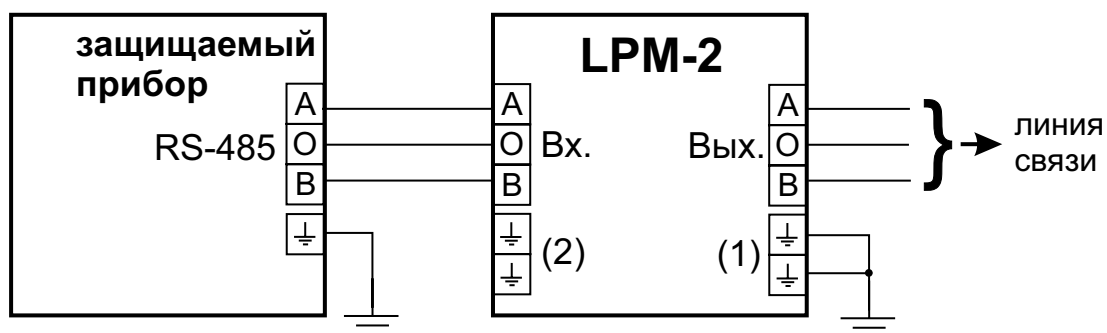 защищаемый
прибор
RS-485
A
O
B
LPM-2
A
O
B
Вх.
(2)
Вых.
A
O
B
(1)
линия
связи